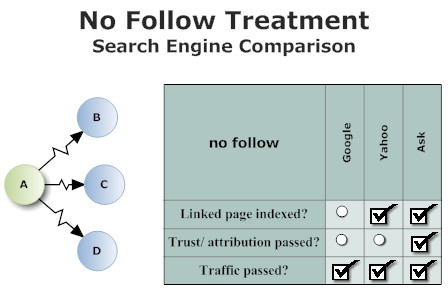 No Follow Treatment
Search Engine Comparison
B
A
C
D
no follow
Google
Yahoo
Ask
Linked page indexed?
Trust/ attribution passed?
Traffic passed?